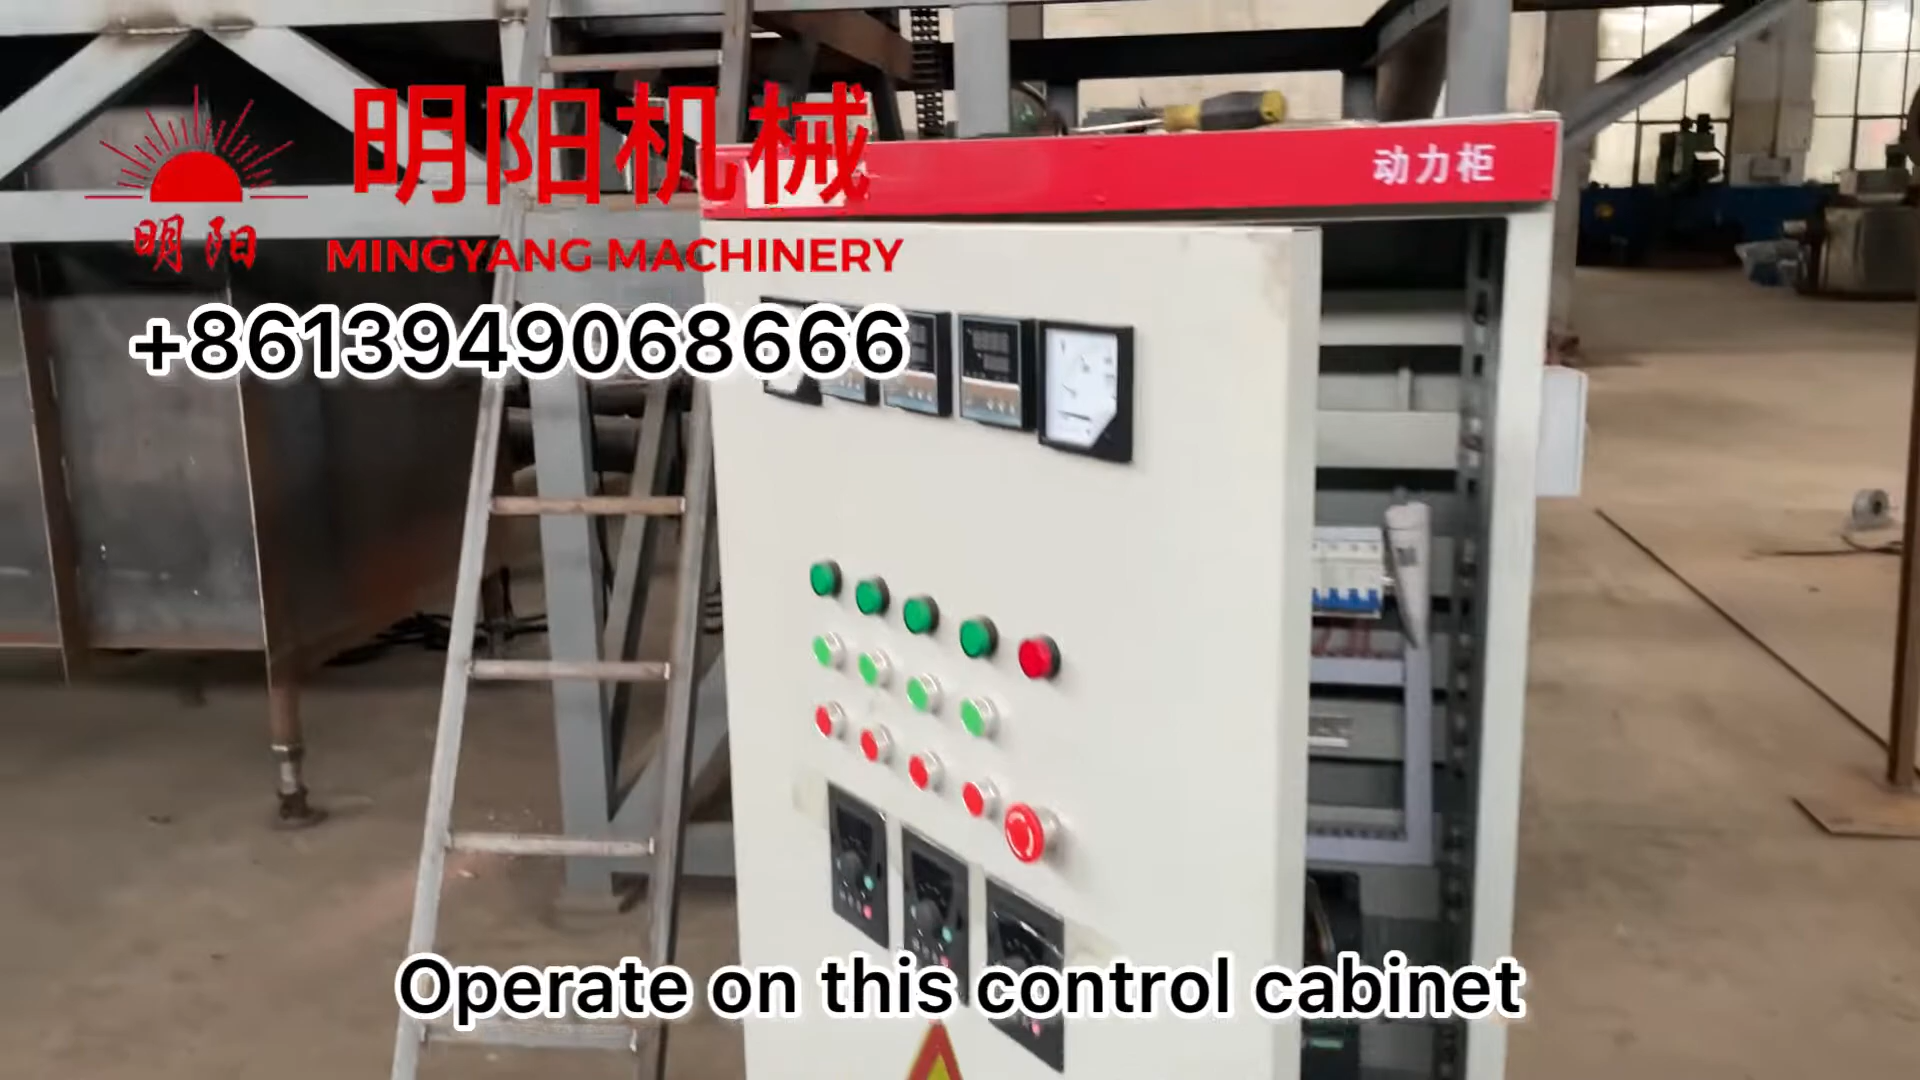 明阳机械
明阳
MINGYANG MACHINERY
+8613949068666
动力柜
Operate on this control cabinet